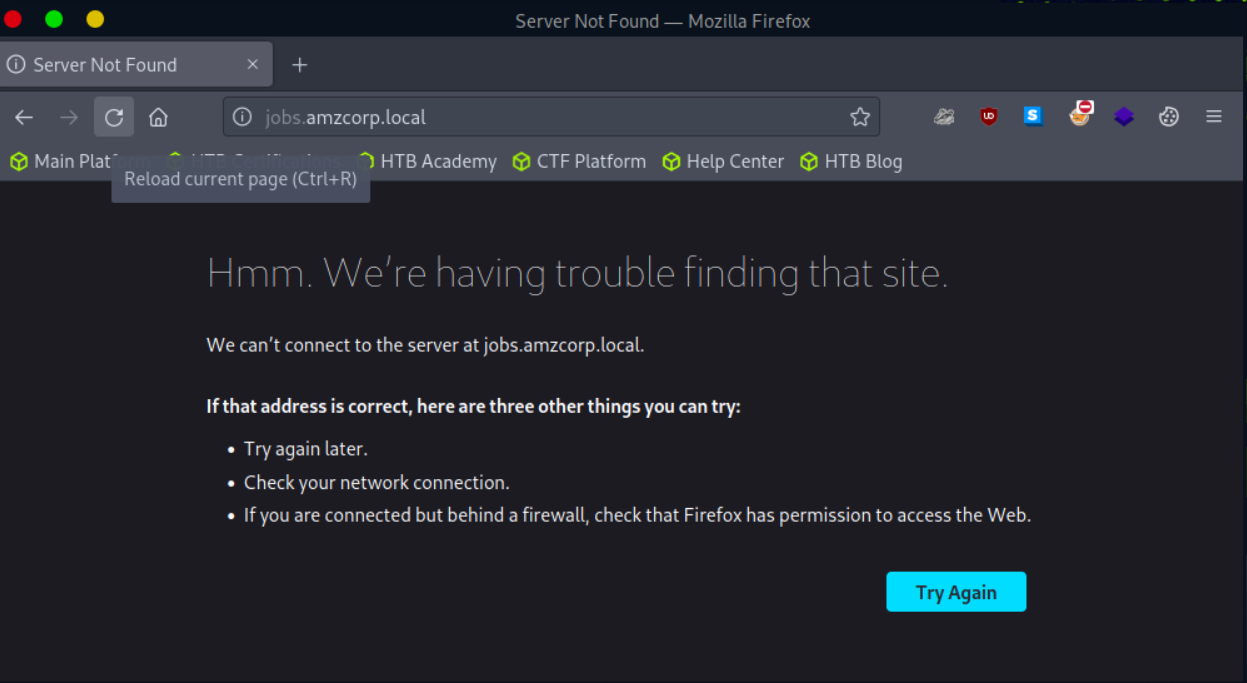 Server Not Found — Mozilla Firefox
Server Not Found
jobs.amzcorp.local
Main Platform HTB Certifications HTB Academy CTF Platform Help Center HTB Blog
Reload current page (Ctrl+R)
Hmm. We're having trouble finding that site.
We can't connect to the server at jobs.amzcorp.local.
If that address is correct, here are three other things you can try:
• Try again later.
• Check your network connection.
• If you are connected but behind a firewall, check that Firefox has permission to access the Web.
Try Again